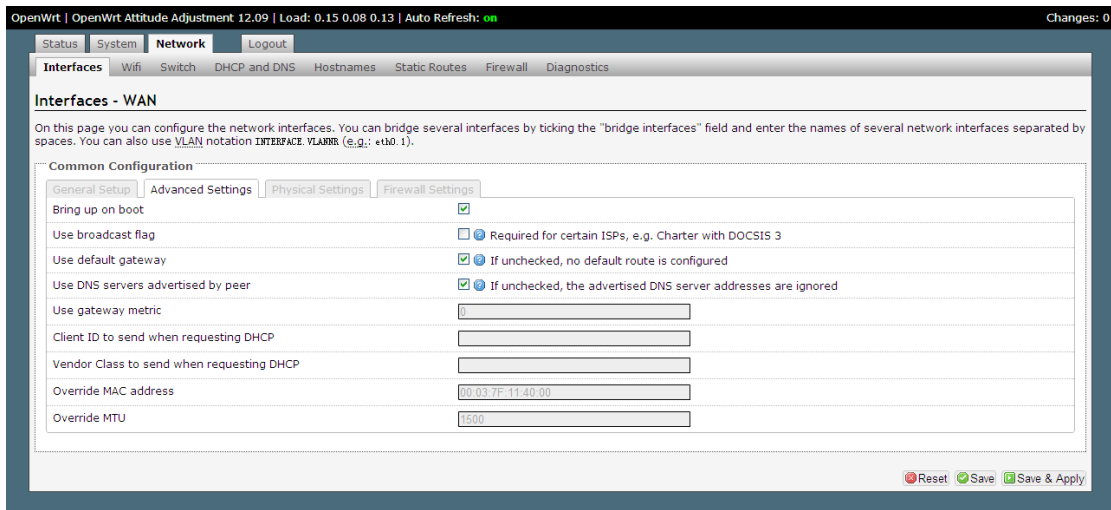 OpenWrt | OpenWrt Attitude Adjustment 12.09 | Load: 0.15 0.08 0.13 | Auto Refresh: on Changes: 0
Status System Network Logout
Interfaces Wifi Switch DHCP and DNS Hostnames Static Routes Firewall Diagnostics
Interfaces - WAN
On this page you can configure the network interfaces. You can bridge several interfaces by ticking the "bridge interfaces" field and enter the names of several network interfaces separated by
spaces. You can also use VLAN notation INTERFACE.VLANNR (e.g.: eth0.1).
Common Configuration
General Setup Advanced Settings Physical Settings Firewall Settings
Bring up on boot
Use broadcast flag Required for certain ISPs, e.g. Charter with DOCSIS 3
Use default gateway If unchecked, no default route is configured
Use DNS servers advertised by peer If unchecked, the advertised DNS server addresses are ignored
Use gateway metric 0
Client ID to send when requesting DHCP
Vendor Class to send when requesting DHCP
Override MAC address 00:03:7F:11:40:00
Override MTU 1500
Reset Save Save & Apply